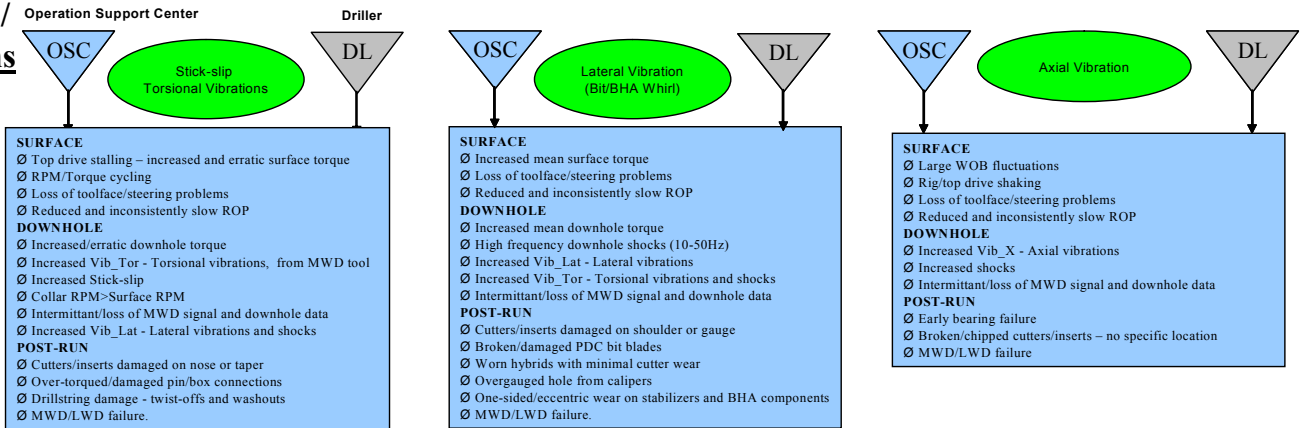 /
ns
Operation Support Center
Driller
OSC
Stick-slip
Torsional Vibrations
DL
SURFACE
Ø Top drive stalling – increased and erratic surface torque
Ø RPM/Torque cycling
Ø Loss of toolface/steering problems
Ø Reduced and inconsistently slow ROP
DOWNHOLE
Ø Increased/erratic downhole torque
Ø Increased Vib_Tor - Torsional vibrations, from MWD tool
Ø Increased Stick-slip
Ø Collar RPM>Surface RPM
Ø Intermittant/loss of MWD signal and downhole data
Ø Increased Vib_Lat - Lateral vibrations and shocks
POST-RUN
Ø Cutters/inserts damaged on nose or taper
Ø Over-torqued/damaged pin/box connections
Ø Drillstring damage - twist-offs and washouts
Ø MWD/LWD failure.
OSC
Lateral Vibration
(Bit/BHA Whirl)
DL
SURFACE
Ø Increased mean surface torque
Ø Loss of toolface/steering problems
Ø Reduced and inconsistently slow ROP
DOWNHOLE
Ø Increased mean downhole torque
Ø High frequency downhole shocks (10-50Hz)
Ø Increased Vib_Lat - Lateral vibrations
Ø Increased Vib_Tor - Torsional vibrations and shocks
Ø Intermittant/loss of MWD signal and downhole data
POST-RUN
Ø Cutters/inserts damaged on shoulder or gauge
Ø Broken/damaged PDC bit blades
Ø Worn hybrids with minimal cutter wear
Ø Overgauged hole from calipers
Ø One-sided/eccentric wear on stabilizers and BHA components
Ø MWD/LWD failure.
OSC
Axial Vibration
DL
SURFACE
Ø Large WOB fluctuations
Ø Rig/top drive shaking
Ø Loss of toolface/steering problems
Ø Reduced and inconsistently slow ROP
DOWNHOLE
Ø Increased Vib_X - Axial vibrations
Ø Increased shocks
Ø Intermittant/loss of MWD signal and downhole data
POST-RUN
Ø Early bearing failure
Ø Broken/chipped cutters/inserts – no specific location
Ø MWD/LWD failure